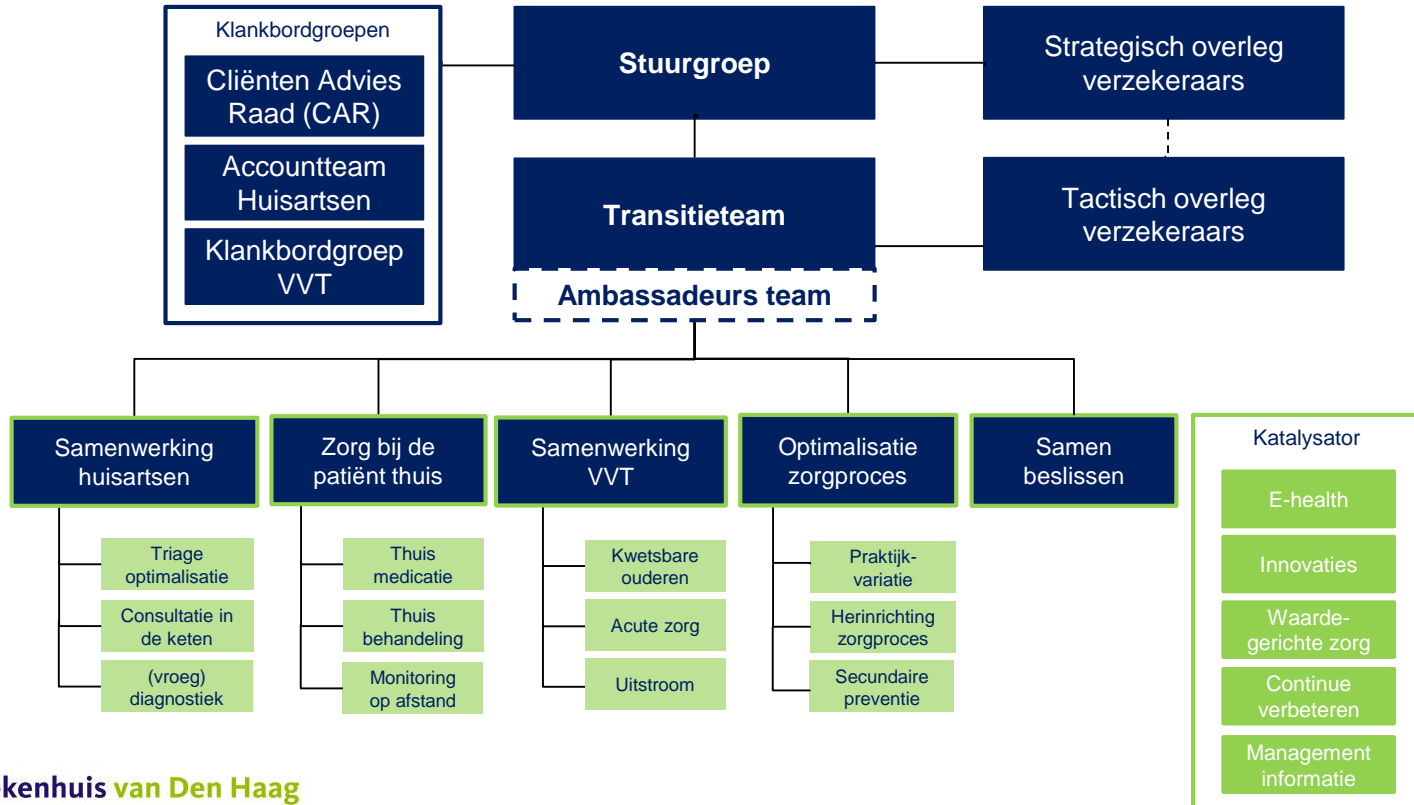 Klankbordgroepen
Cliënten Advies
Raad (CAR)
Accountteam
Huisartsen
Klankbordgroep
VVT
Stuurgroep
Strategisch overleg
verzekeraars
Transitieteam
Tactisch overleg
verzekeraars
Ambassadeurs team
Samenwerking
huisartsen
Triage
optimalisatie
Consultatie in
de keten
(vroeg)
diagnostiek
Zorg bij de
patiënt thuis
Thuis
medicatie
Thuis
behandeling
Monitoring
op afstand
Samenwerking
VVT
Kwetsbare
ouderen
Acute zorg
Uitstroom
Optimalisatie
zorgproces
Praktijk-
variatie
Herinrichting
zorgproces
Secundaire
preventie
Samen
beslissen
Katalysator
E-health
Innovaties
Waarde-
gerichte zorg
Continue
verbeteren
Management
informatie
kenhuis van Den Haag